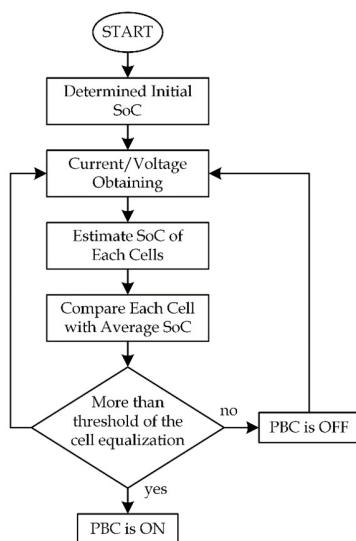 START
Determined Initial
SoC
Current/Voltage
Obtaining
Estimate SoC of
Each Cells
Compare Each Cell
with Average SoC
More than
threshold of the
cell equalization
no
PBC is OFF
yes
PBC is ON